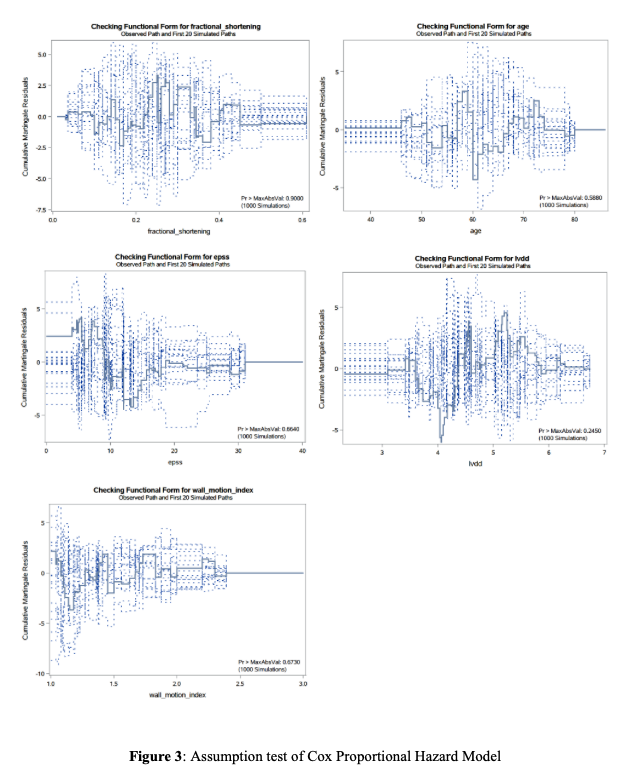 Checking Functional Form for fractional_shortening
Observed Path and First 20 Simulated Paths
Cumulative Martingale Residuals
5.0
2.5
0.0
-2.5
-5.0
-7.5
Pr > MaxAbsVal: 0.9000
(1000 Simulations)
0.0 0.2 0.4 0.6
fractional_shortening
Checking Functional Form for age
Observed Path and First 20 Simulated Paths
Cumulative Martingale Residuals
5
0
-5
Pr > MaxAbsVal: 0.5880
(1000 Simulations)
40 50 60 70 80
age
Checking Functional Form for epss
Observed Path and First 20 Simulated Paths
Cumulative Martingale Residuals
5
0
-5
Pr > MaxAbsVal: 0.6640
(1000 Simulations)
0 10 20 30 40
epss
Checking Functional Form for lvdd
Observed Path and First 20 Simulated Paths
Cumulative Martingale Residuals
5
0
-5
Pr > MaxAbsVal: 0.2450
(1000 Simulations)
3 4 5 6 7
lvdd
Checking Functional Form for wall_motion_index
Observed Path and First 20 Simulated Paths
Cumulative Martingale Residuals
5
0
-5
-10
Pr > MaxAbsVal: 0.6730
(1000 Simulations)
1.0 1.5 2.0 2.5 3.0
wall_motion_index
Figure 3: Assumption test of Cox Proportional Hazard Model